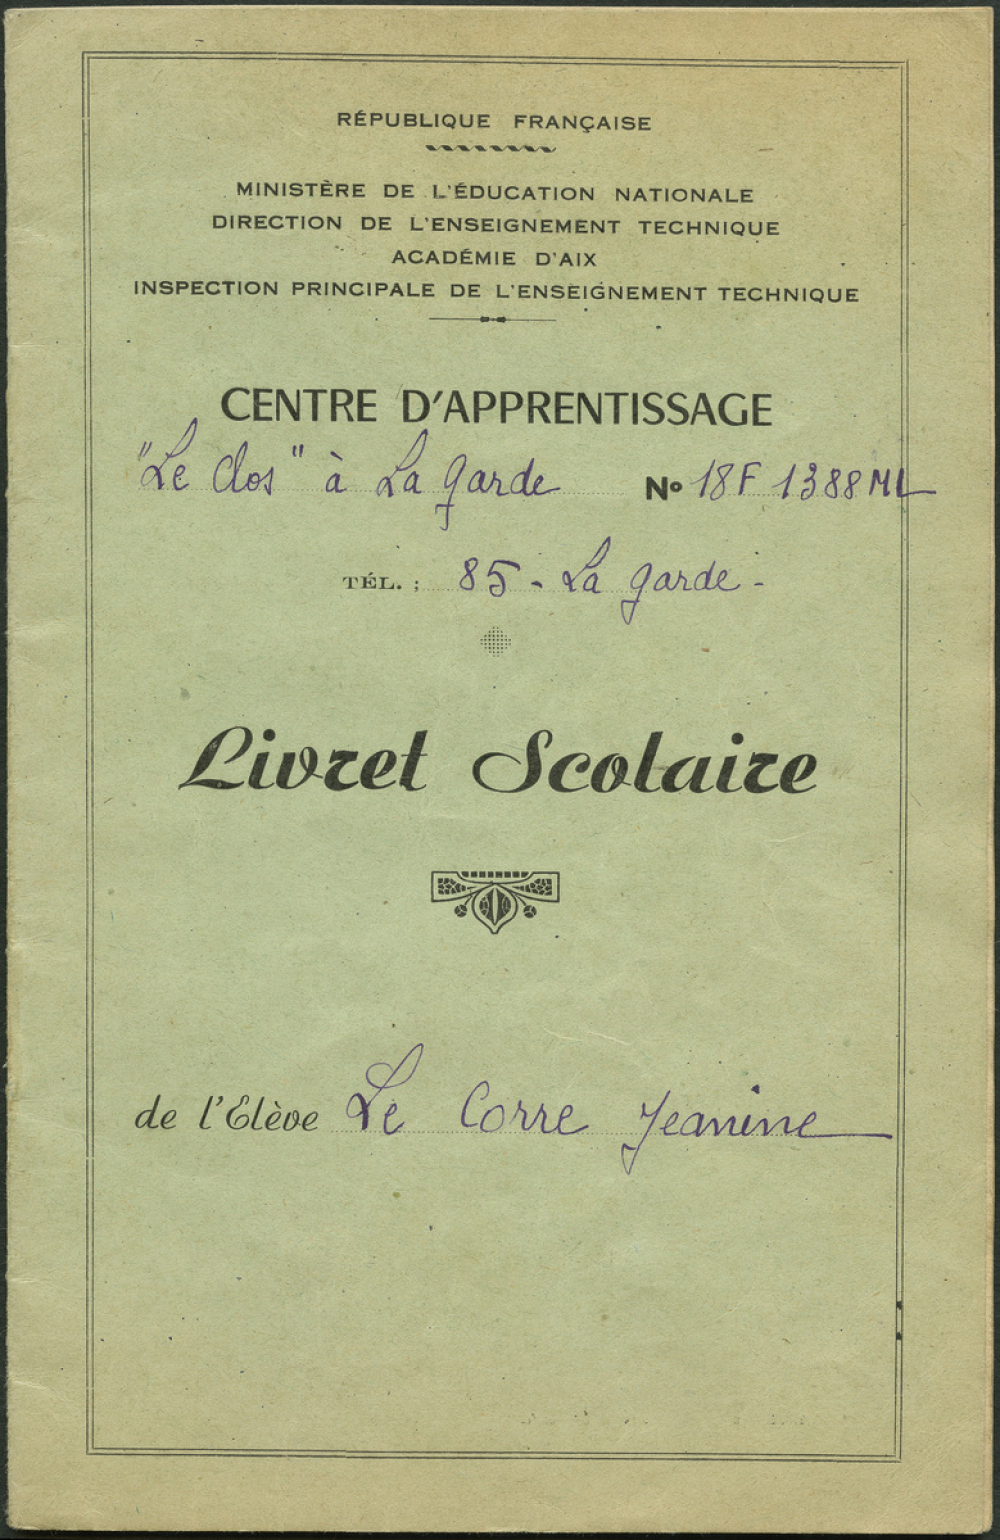 RÉPUBLIQUE FRANÇAISE
MINISTÈRE DE L'ÉDUCATION NATIONALE
DIRECTION DE L'ENSEIGNEMENT TECHNIQUE
ACADÉMIE D'AIX
INSPECTION PRINCIPALE DE L'ENSEIGNEMENT TECHNIQUE
CENTRE D'APPRENTISSAGE
"Le Clos" à La Garde No 18F 1388 ML
TÉL. : 85 - La garde -
Livret Scolaire
de l'Elève Le Corre Jeanine